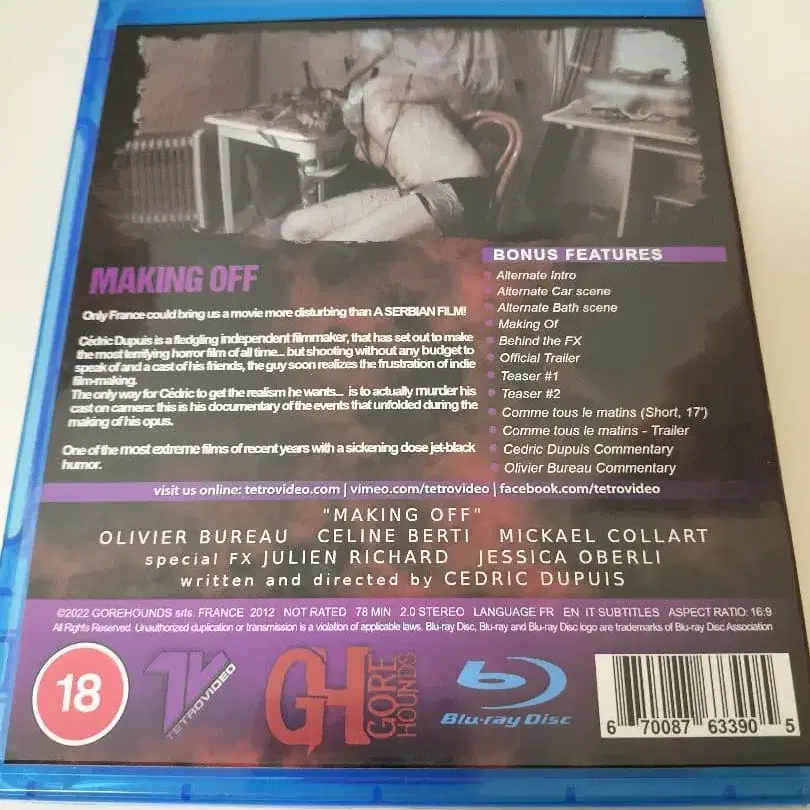 MAKING OFF
Only France could bring us a movie more disturbing than A SERBIAN FILM!
Cédric Dupuis is a fledgling independent filmmaker, that has set out to make
the most terrifying horror film of all time... but shooting without any budget to
speak of and a cast of his friends, the guy soon realizes the frustration of indie
film-making.
The only way for Cédric to get the realism he wants... is to actually murder his
cast on camera: this is his documentary of the events that unfolded during the
making of his opus.
One of the most extreme films of recent years with a sickening dose jet-black
humor.
BONUS FEATURES
Alternate Intro
Alternate Car scene
Alternate Bath scene
Making Of
Behind the FX
Official Trailer
Teaser #1
Teaser #2
Comme tous le matins (Short, 17')
Comme tous le matins - Trailer
Cedric Dupuis Commentary
Olivier Bureau Commentary
visit us online: tetrovideo.com | vimeo.com/tetrovideo | facebook.com/tetrovideo
"MAKING OFF"
OLIVIER BUREAU CELINE BERTI MICKAEL COLLART
special FX JULIEN RICHARD JESSICA OBERLI
written and directed by CEDRIC DUPUIS
©2022 GOREHOUNDS srls. FRANCE 2012 NOT RATED 78 MIN 2.0 STEREO LANGUAGE FR EN IT SUBTITLES ASPECT RATIO: 16:9
All Rights Reserved. Unauthorized duplication or transmission is a violation of applicable laws. Blu-ray Disc, Blu-ray and Blu-ray Disc logo are trademarks of Blu-ray Disc Association
18
TV
TETROVIDEO
GH
GORE
HOUNDS
Blu-ray Disc
6 70087 63390 5